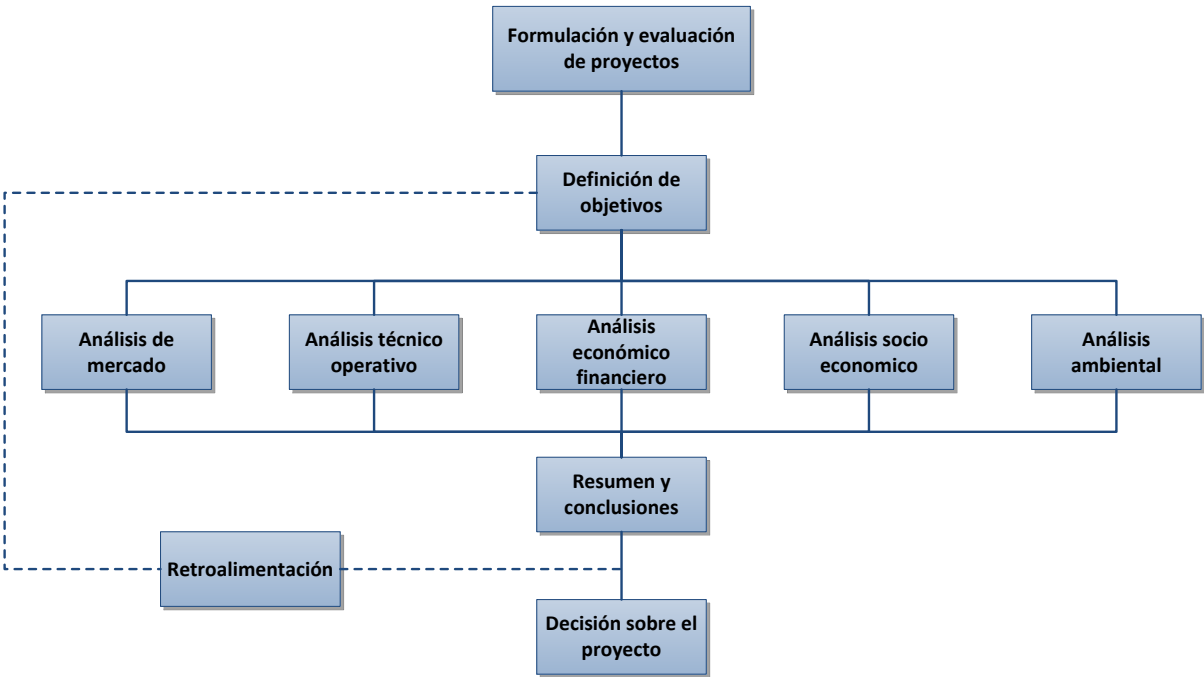 Formulación y evaluación
de proyectos
Definición de
objetivos
Análisis de
mercado
Análisis técnico
operativo
Análisis
económico
financiero
Análisis socio
economico
Análisis
ambiental
Resumen y
conclusiones
Retroalimentación
Decisión sobre el
proyecto